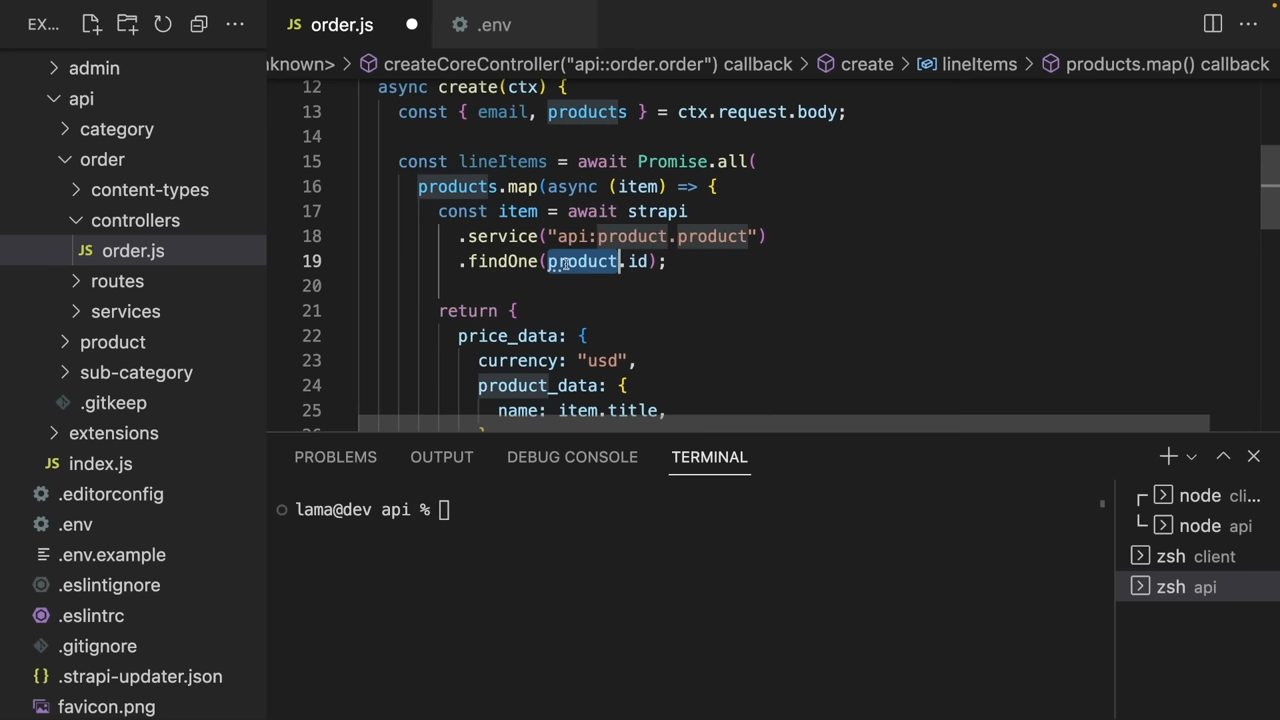 EX...
JS order.js
.env
nknown> > createCoreController("api::order.order") callback > create > lineItems > products.map() callback
admin
api
category
order
content-types
controllers
JS order.js
routes
services
product
sub-category
.gitkeep
extensions
JS index.js
.editorconfig
.env
.env.example
.eslintignore
.eslintrc
.gitignore
{} .strapi-updater.json
favicon.png
12 async create(ctx) {
13 const { email, products } = ctx.request.body;
14
15 const lineItems = await Promise.all(
16 products.map(async (item) => {
17 const item = await strapi
18 .service("api:product.product")
19 .findOne(product.id);
20
21 return {
22 price_data: {
23 currency: "usd",
24 product_data: {
25 name: item.title,
PROBLEMS OUTPUT DEBUG CONSOLE TERMINAL
lama@dev api %
node cli...
node api
zsh client
zsh api